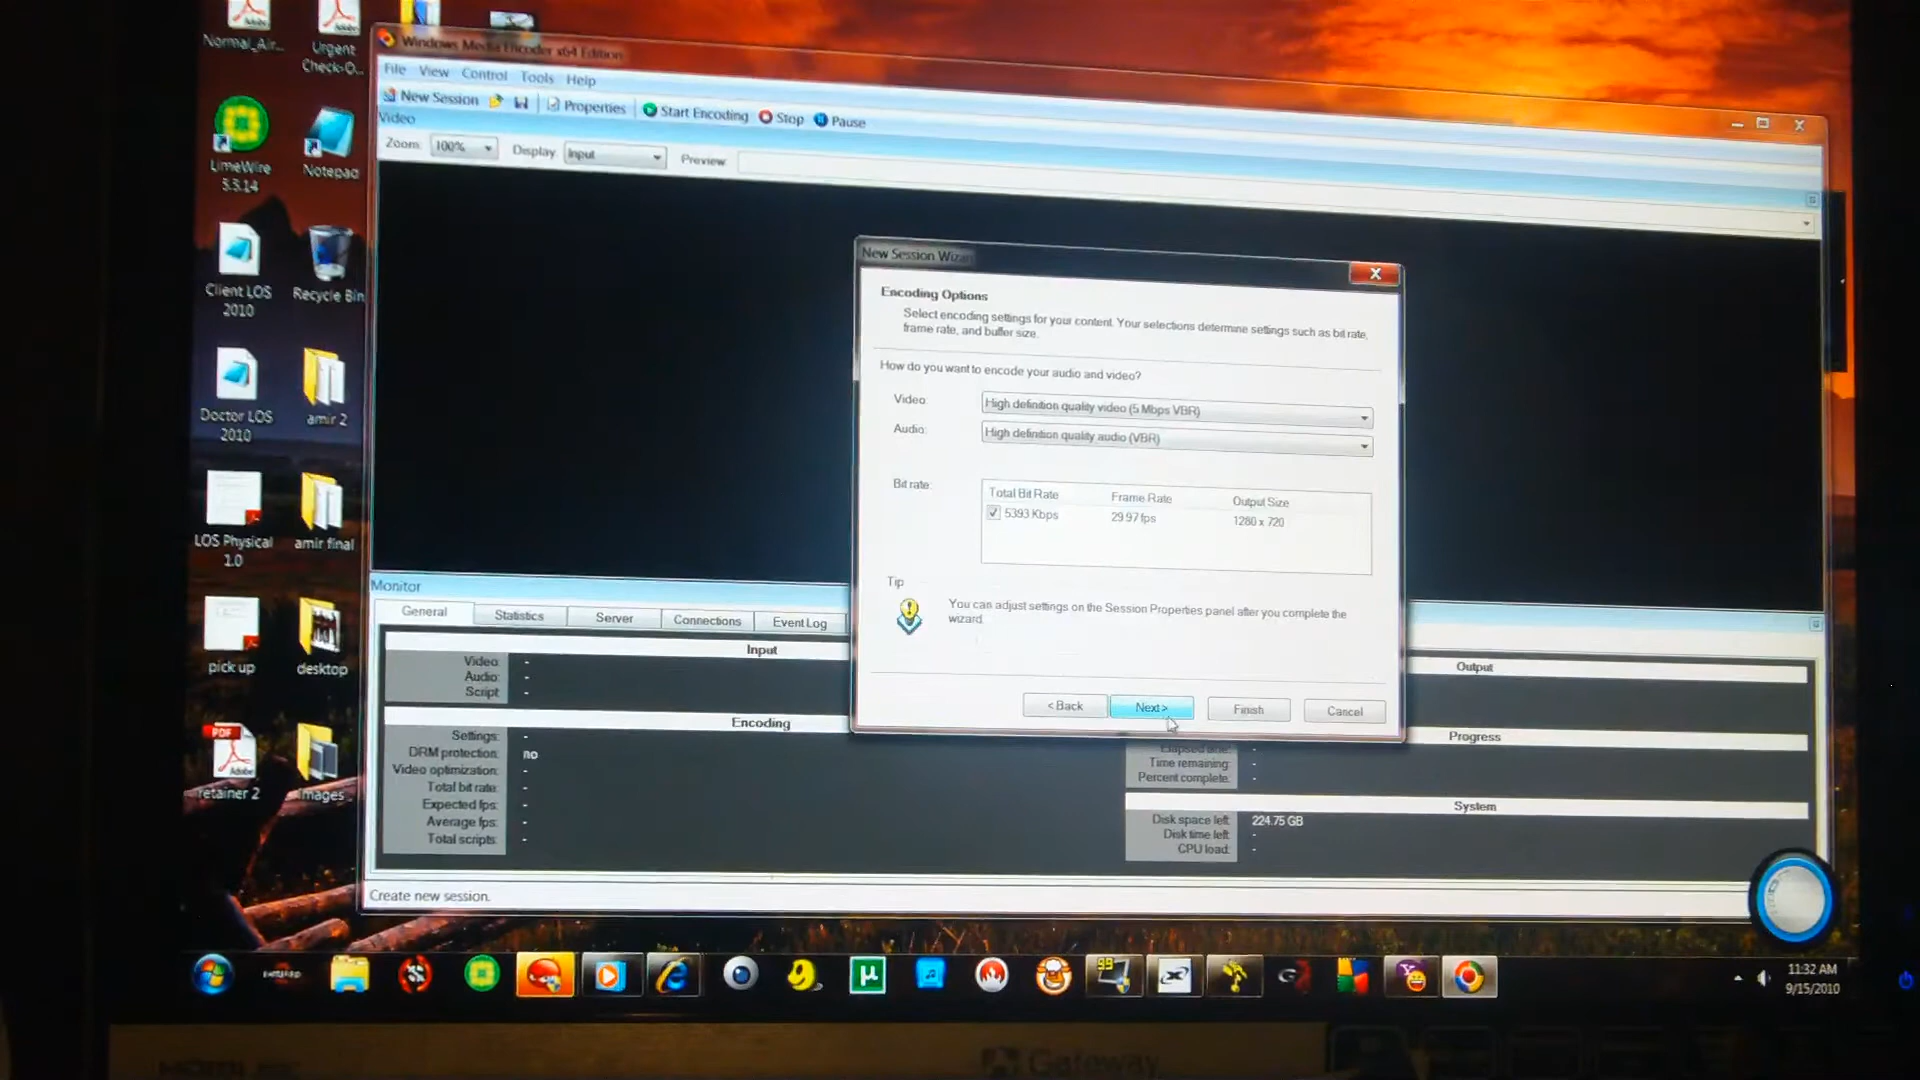 Normal_Air...
Urgent
Check-O...
LimeWire
5.5.14
Notepad
Client LOS
2010
Recycle Bin
Doctor LOS
2010
amir 2
LOS Physical
1.0
amir final
pick up
desktop
PDF
retainer 2
images
Windows Media Encoder x64 Edition
File View Control Tools Help
New Session Properties Start Encoding Stop Pause
Video
Zoom: 100% Display Input Preview
New Session Wizard
Encoding Options
Select encoding settings for your content. Your selections determine settings such as bit rate,
frame rate, and buffer size.
How do you want to encode your audio and video?
Video: High definition quality video (5 Mbps VBR)
Audio: High definition quality audio (VBR)
Bit rate:
Total Bit Rate Frame Rate Output Size
5393 Kbps 29.97 fps 1280 x 720
Tip
You can adjust settings on the Session Properties panel after you complete the
wizard.
< Back Next > Finish Cancel
Monitor
General Statistics Server Connections Event Log
Input
Video: -
Audio: -
Script -
Encoding
Settings: -
DRM protection: no
Video optimization: -
Total bit rate: -
Expected fps: -
Average fps: -
Total scripts: -
Output
Progress
Elapsed time: -
Time remaining: -
Percent complete: -
System
Disk space left: 224.75 GB
Disk time left: -
CPU load: -
Create new session.
99
11:32 AM
9/15/2010
Gateway